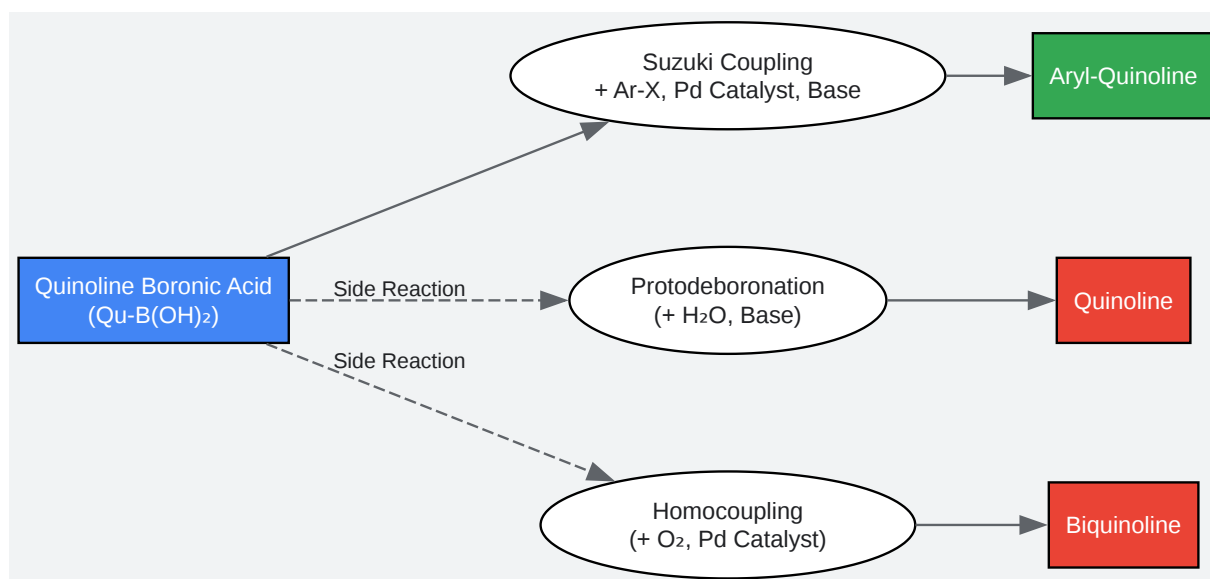 Suzuki Coupling
+ Ar-X, Pd Catalyst, Base
Aryl-Quinoline
Quinoline Boronic Acid
(Qu-B(OH)₂)
Side Reaction
Protodeboronation
(+ H₂O, Base)
Quinoline
Side Reaction
Homocoupling
(+ O₂, Pd Catalyst)
Biquinoline